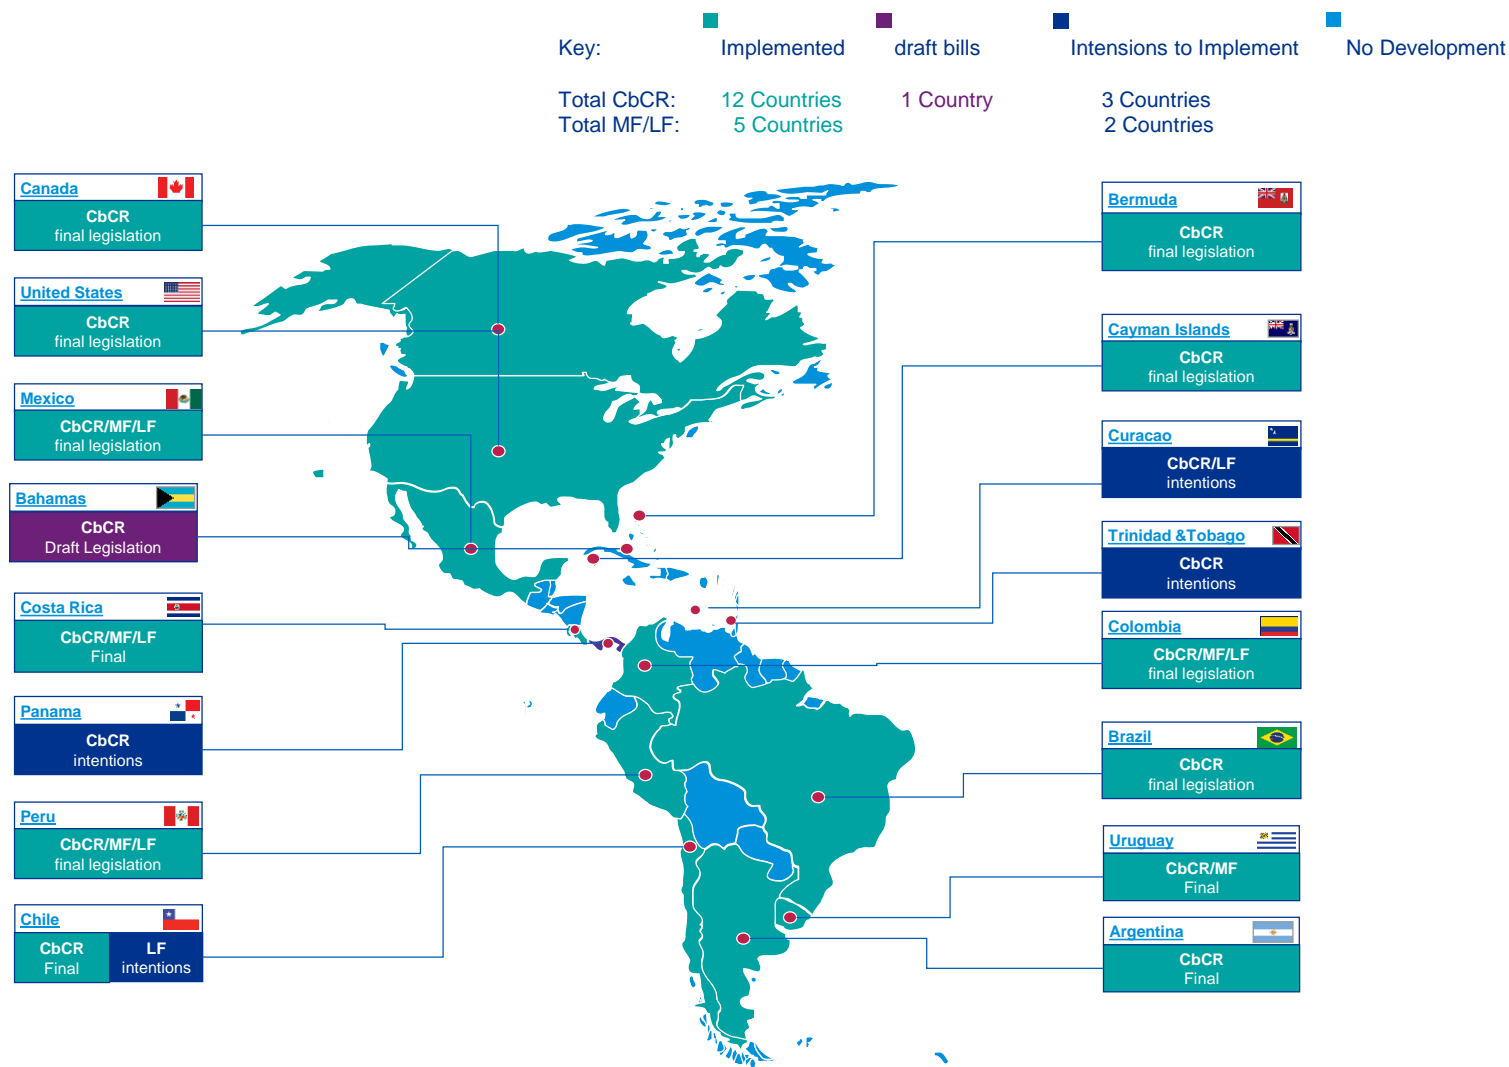 Key: Implemented draft bills Intensions to Implement No Development
Total CbCR: 12 Countries 1 Country 3 Countries
Total MF/LF: 5 Countries 2 Countries
Canada
CbCR
final legislation
United States
CbCR
final legislation
Mexico
CbCR/MF/LF
final legislation
Bahamas
CbCR
Draft Legislation
Costa Rica
CbCR/MF/LF
Final
Panama
CbCR
intentions
Peru
CbCR/MF/LF
final legislation
Chile
CbCR
Final
LF
intentions
Bermuda
CbCR
final legislation
Cayman Islands
CbCR
final legislation
Curacao
CbCR/LF
intentions
Trinidad &Tobago
CbCR
intentions
Colombia
CbCR/MF/LF
final legislation
Brazil
CbCR
final legislation
Uruguay
CbCR/MF
Final
Argentina
CbCR
Final